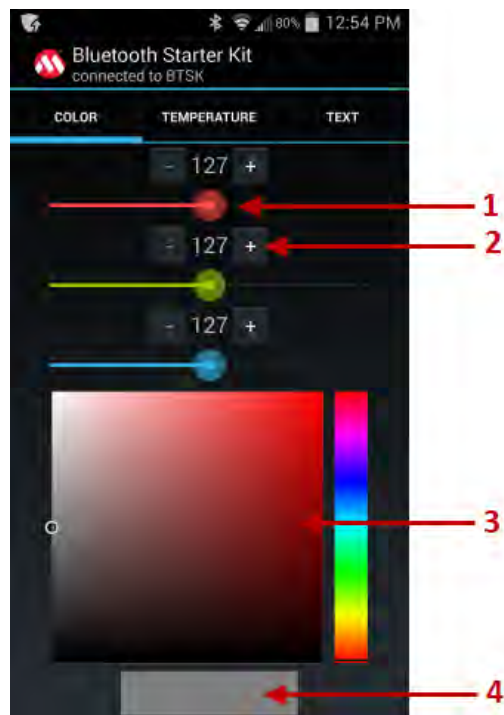 80% 12:54 PM
Bluetooth Starter Kit
connected to BTSK
COLOR TEMPERATURE TEXT
- 127 +
1
- 127 +
2
- 127 +
3
4